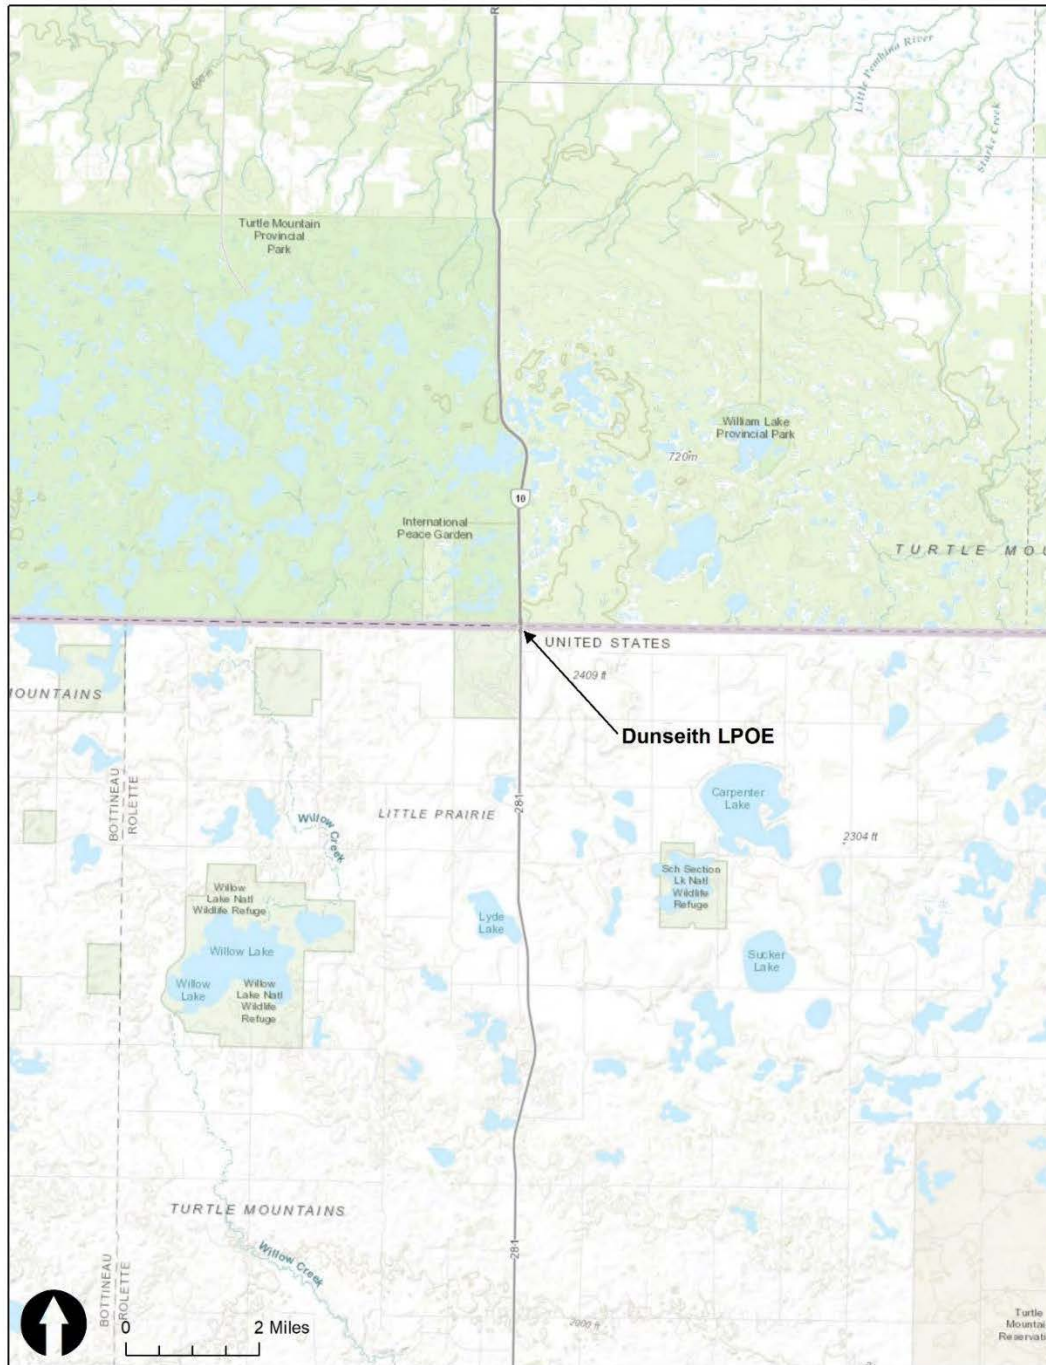 R
Little Pembina River
Starke Creek
Turtle Mountain
Provincial
Park
William Lake
Provincial Park
720m
10
International
Peace Garden
TURTLE MOU
UNITED STATES
2409 ft
MOUNTAINS
Dunseith LPOE
BOTTINEAU
ROLETTE
281
Carpenter
Lake
LITTLE PRAIRIE
Willow
Creek
2304 ft
Sch Section
Lk Natl
Wildlife
Refuge
Willow
Lake Natl
Wildlife Refuge
Lyde
Lake
Willow Lake
Sucker
Lake
Willow
Lake
Willow
Lake Natl
Wildlife
Refuge
TURTLE MOUNTAINS
Willow Creek
281
BOTTINEAU
ROLETTE
0
2 Miles
2000 ft
Turtle
Mountai
Reservati